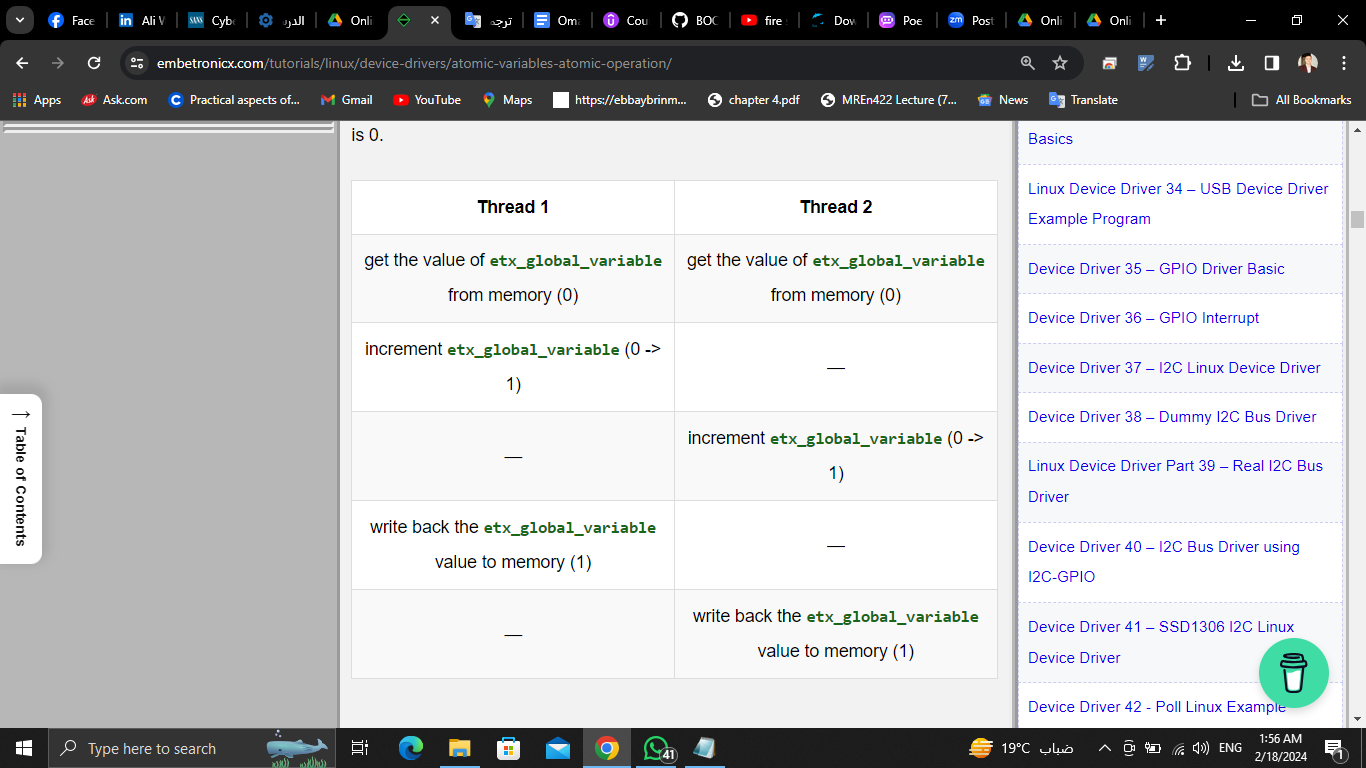 Face
Ali W
Cybe
الدرس
Onli
ترجم
Oma
Cou
BOC
fire s
Dow
Poe
Post
Onli
Onli
embetronicx.com/tutorials/linux/device-drivers/atomic-variables-atomic-operation/
Apps
Ask.com
Practical aspects of...
Gmail
YouTube
Maps
https://ebbaybrinm...
chapter 4.pdf
MREn422 Lecture (7...
News
Translate
All Bookmarks
is 0.
Thread 1
Thread 2
get the value of etx_global_variable
from memory (0)
get the value of etx_global_variable
from memory (0)
increment etx_global_variable (0 ->
1)
—
—
increment etx_global_variable (0 ->
1)
write back the etx_global_variable
value to memory (1)
—
—
write back the etx_global_variable
value to memory (1)
→ Table of Contents
Basics
Linux Device Driver 34 – USB Device Driver
Example Program
Device Driver 35 – GPIO Driver Basic
Device Driver 36 – GPIO Interrupt
Device Driver 37 – I2C Linux Device Driver
Device Driver 38 – Dummy I2C Bus Driver
Linux Device Driver Part 39 – Real I2C Bus
Driver
Device Driver 40 – I2C Bus Driver using
I2C-GPIO
Device Driver 41 – SSD1306 I2C Linux
Device Driver
Device Driver 42 - Poll Linux Example
Type here to search
41
19°C ضباب
ENG
1:56 AM
2/18/2024
1